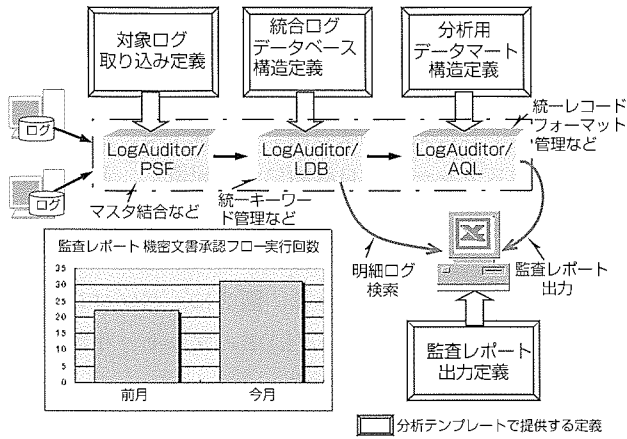 対象ログ
取り込み定義
統合ログ
データベース
構造定義
分析用
データマート
構造定義
統一レコード
フォーマット
管理など
ログ
ログ
LogAuditor/
PSF
LogAuditor/
LDB
LogAuditor/
AQL
マスタ結合など
統一キーワー
ド管理など
監査レポート 機密文書承認フロー実行回数
35
30
25
20
15
10
5
0
前月
今月
明細ログ
検索
X
監査レポート
出力
監査レポート
出力定義
分析テンプレートで提供する定義